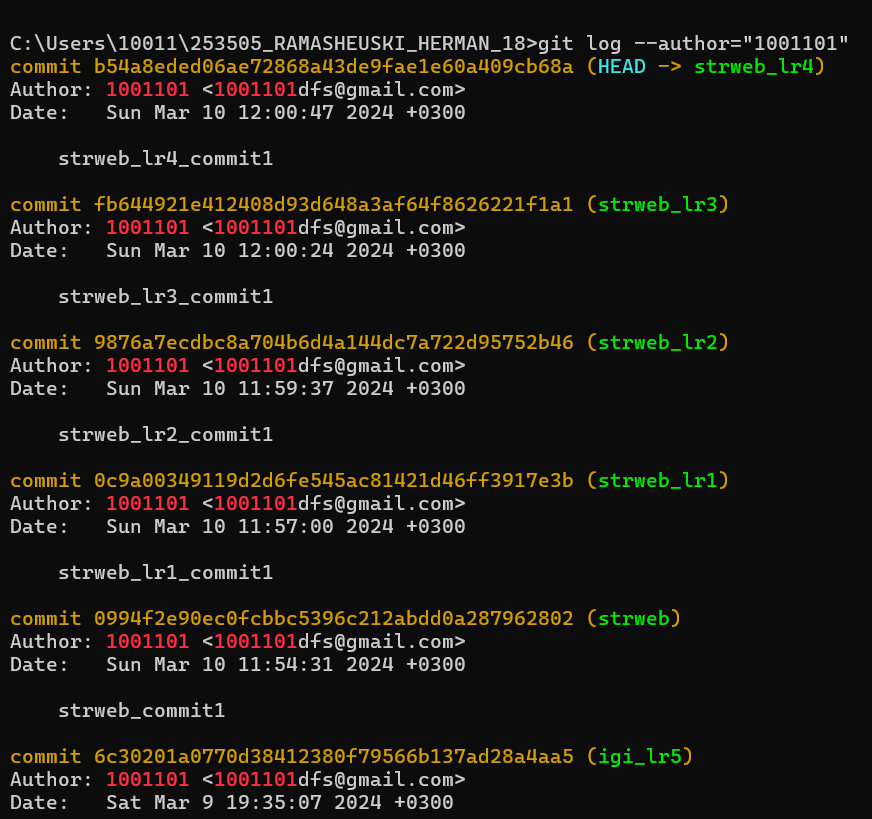 C:\Users\10011\253505_RAMASHEUSKI_HERMAN_18>git log --author="1001101"
commit b54a8eded06ae72868a43de9fae1e60a409cb68a (HEAD -> strweb_lr4)
Author: 1001101 <1001101dfs@gmail.com>
Date:   Sun Mar 10 12:00:47 2024 +0300
strweb_lr4_commit1
commit fb644921e412408d93d648a3af64f8626221f1a1 (strweb_lr3)
Author: 1001101 <1001101dfs@gmail.com>
Date:   Sun Mar 10 12:00:24 2024 +0300
strweb_lr3_commit1
commit 9876a7ecdbc8a704b6d4a144dc7a722d95752b46 (strweb_lr2)
Author: 1001101 <1001101dfs@gmail.com>
Date:   Sun Mar 10 11:59:37 2024 +0300
strweb_lr2_commit1
commit 0c9a00349119d2d6fe545ac81421d46ff3917e3b (strweb_lr1)
Author: 1001101 <1001101dfs@gmail.com>
Date:   Sun Mar 10 11:57:00 2024 +0300
strweb_lr1_commit1
commit 0994f2e90ec0fcbbc5396c212abdd0a287962802 (strweb)
Author: 1001101 <1001101dfs@gmail.com>
Date:   Sun Mar 10 11:54:31 2024 +0300
strweb_commit1
commit 6c30201a0770d38412380f79566b137ad28a4aa5 (igi_lr5)
Author: 1001101 <1001101dfs@gmail.com>
Date:   Sat Mar 9 19:35:07 2024 +0300